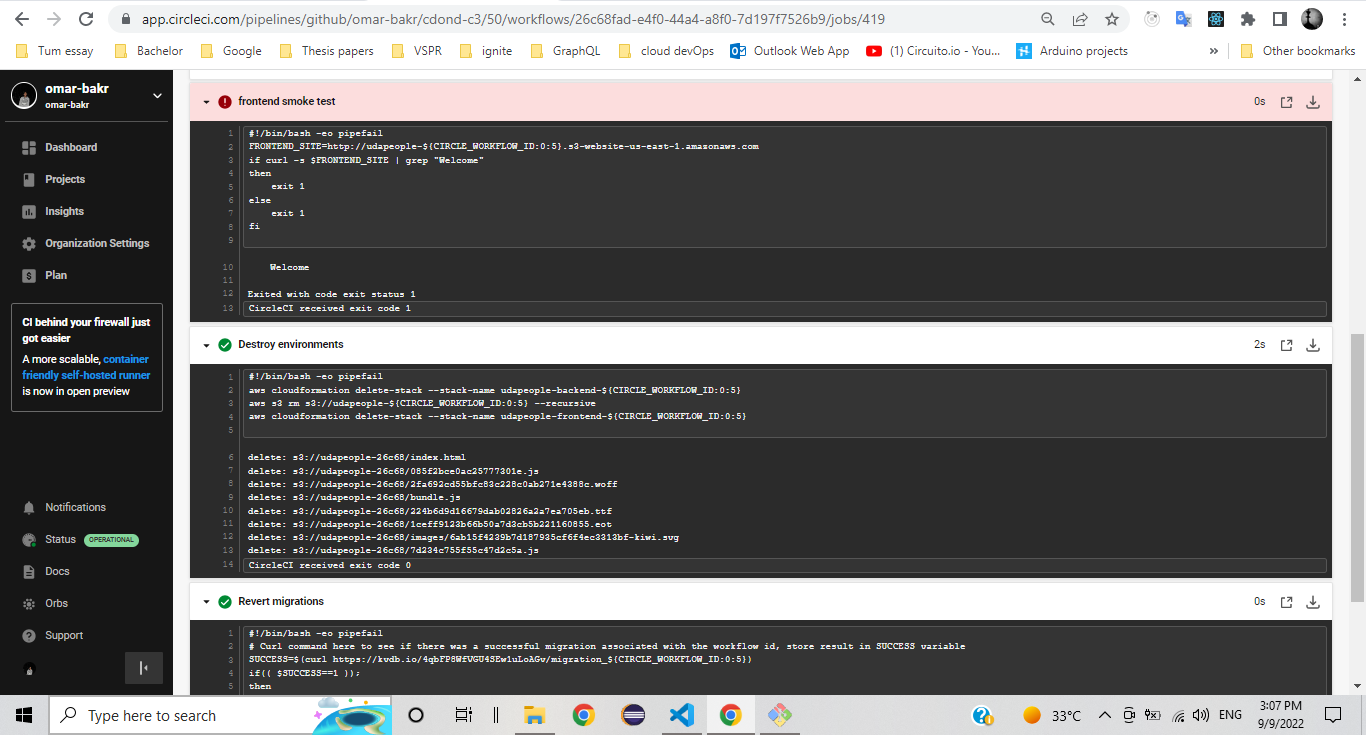 app.circleci.com/pipelines/github/omar-bakr/cdond-c3/50/workflows/26c68fad-e4f0-44a4-a8f0-7d197f7526b9/jobs/419
Tum essay
Bachelor
Google
Thesis papers
VSPR
ignite
GraphQL
cloud devOps
Outlook Web App
(1) Circuito.io - You...
Arduino projects
»
Other bookmarks
omar-bakr
omar-bakr
Dashboard
Projects
Insights
Organization Settings
Plan
CI behind your firewall just
got easier
A more scalable, container
friendly self-hosted runner
is now in open preview
Notifications
Status OPERATIONAL
Docs
Orbs
Support
frontend smoke test 0s
1 #!/bin/bash -eo pipefail
2 FRONTEND_SITE=http://udapeople-${CIRCLE_WORKFLOW_ID:0:5}.s3-website-us-east-1.amazonaws.com
3 if curl -s $FRONTEND_SITE | grep "Welcome"
4 then
5 exit 1
6 else
7 exit 1
8 fi
9
10 Welcome
11
12 Exited with code exit status 1
13 CircleCI received exit code 1
Destroy environments 2s
1 #!/bin/bash -eo pipefail
2 aws cloudformation delete-stack --stack-name udapeople-backend-${CIRCLE_WORKFLOW_ID:0:5}
3 aws s3 rm s3://udapeople-${CIRCLE_WORKFLOW_ID:0:5} --recursive
4 aws cloudformation delete-stack --stack-name udapeople-frontend-${CIRCLE_WORKFLOW_ID:0:5}
5
6 delete: s3://udapeople-26c68/index.html
7 delete: s3://udapeople-26c68/085f2bce0ac25777301e.js
8 delete: s3://udapeople-26c68/2fa692cd55bfc83c228c0ab271e4388c.woff
9 delete: s3://udapeople-26c68/bundle.js
10 delete: s3://udapeople-26c68/224b6d9d16679dab02826a2a7ea705eb.ttf
11 delete: s3://udapeople-26c68/1ceff9123b66b50a7d3cb5b221160855.eot
12 delete: s3://udapeople-26c68/images/6ab15f4239b7d187935cf6f4ec3313bf-kiwi.svg
13 delete: s3://udapeople-26c68/7d234c755f55c47d2c5a.js
14 CircleCI received exit code 0
Revert migrations 0s
1 #!/bin/bash -eo pipefail
2 # Curl command here to see if there was a successful migration associated with the workflow id, store result in SUCCESS variable
3 SUCCESS=$(curl https://kvdb.io/4qbFP8WfVGU4SEw1uLoAGv/migration_${CIRCLE_WORKFLOW_ID:0:5})
4 if(( $SUCCESS==1 ));
5 then
Type here to search
33°C
ENG
3:07 PM
9/9/2022